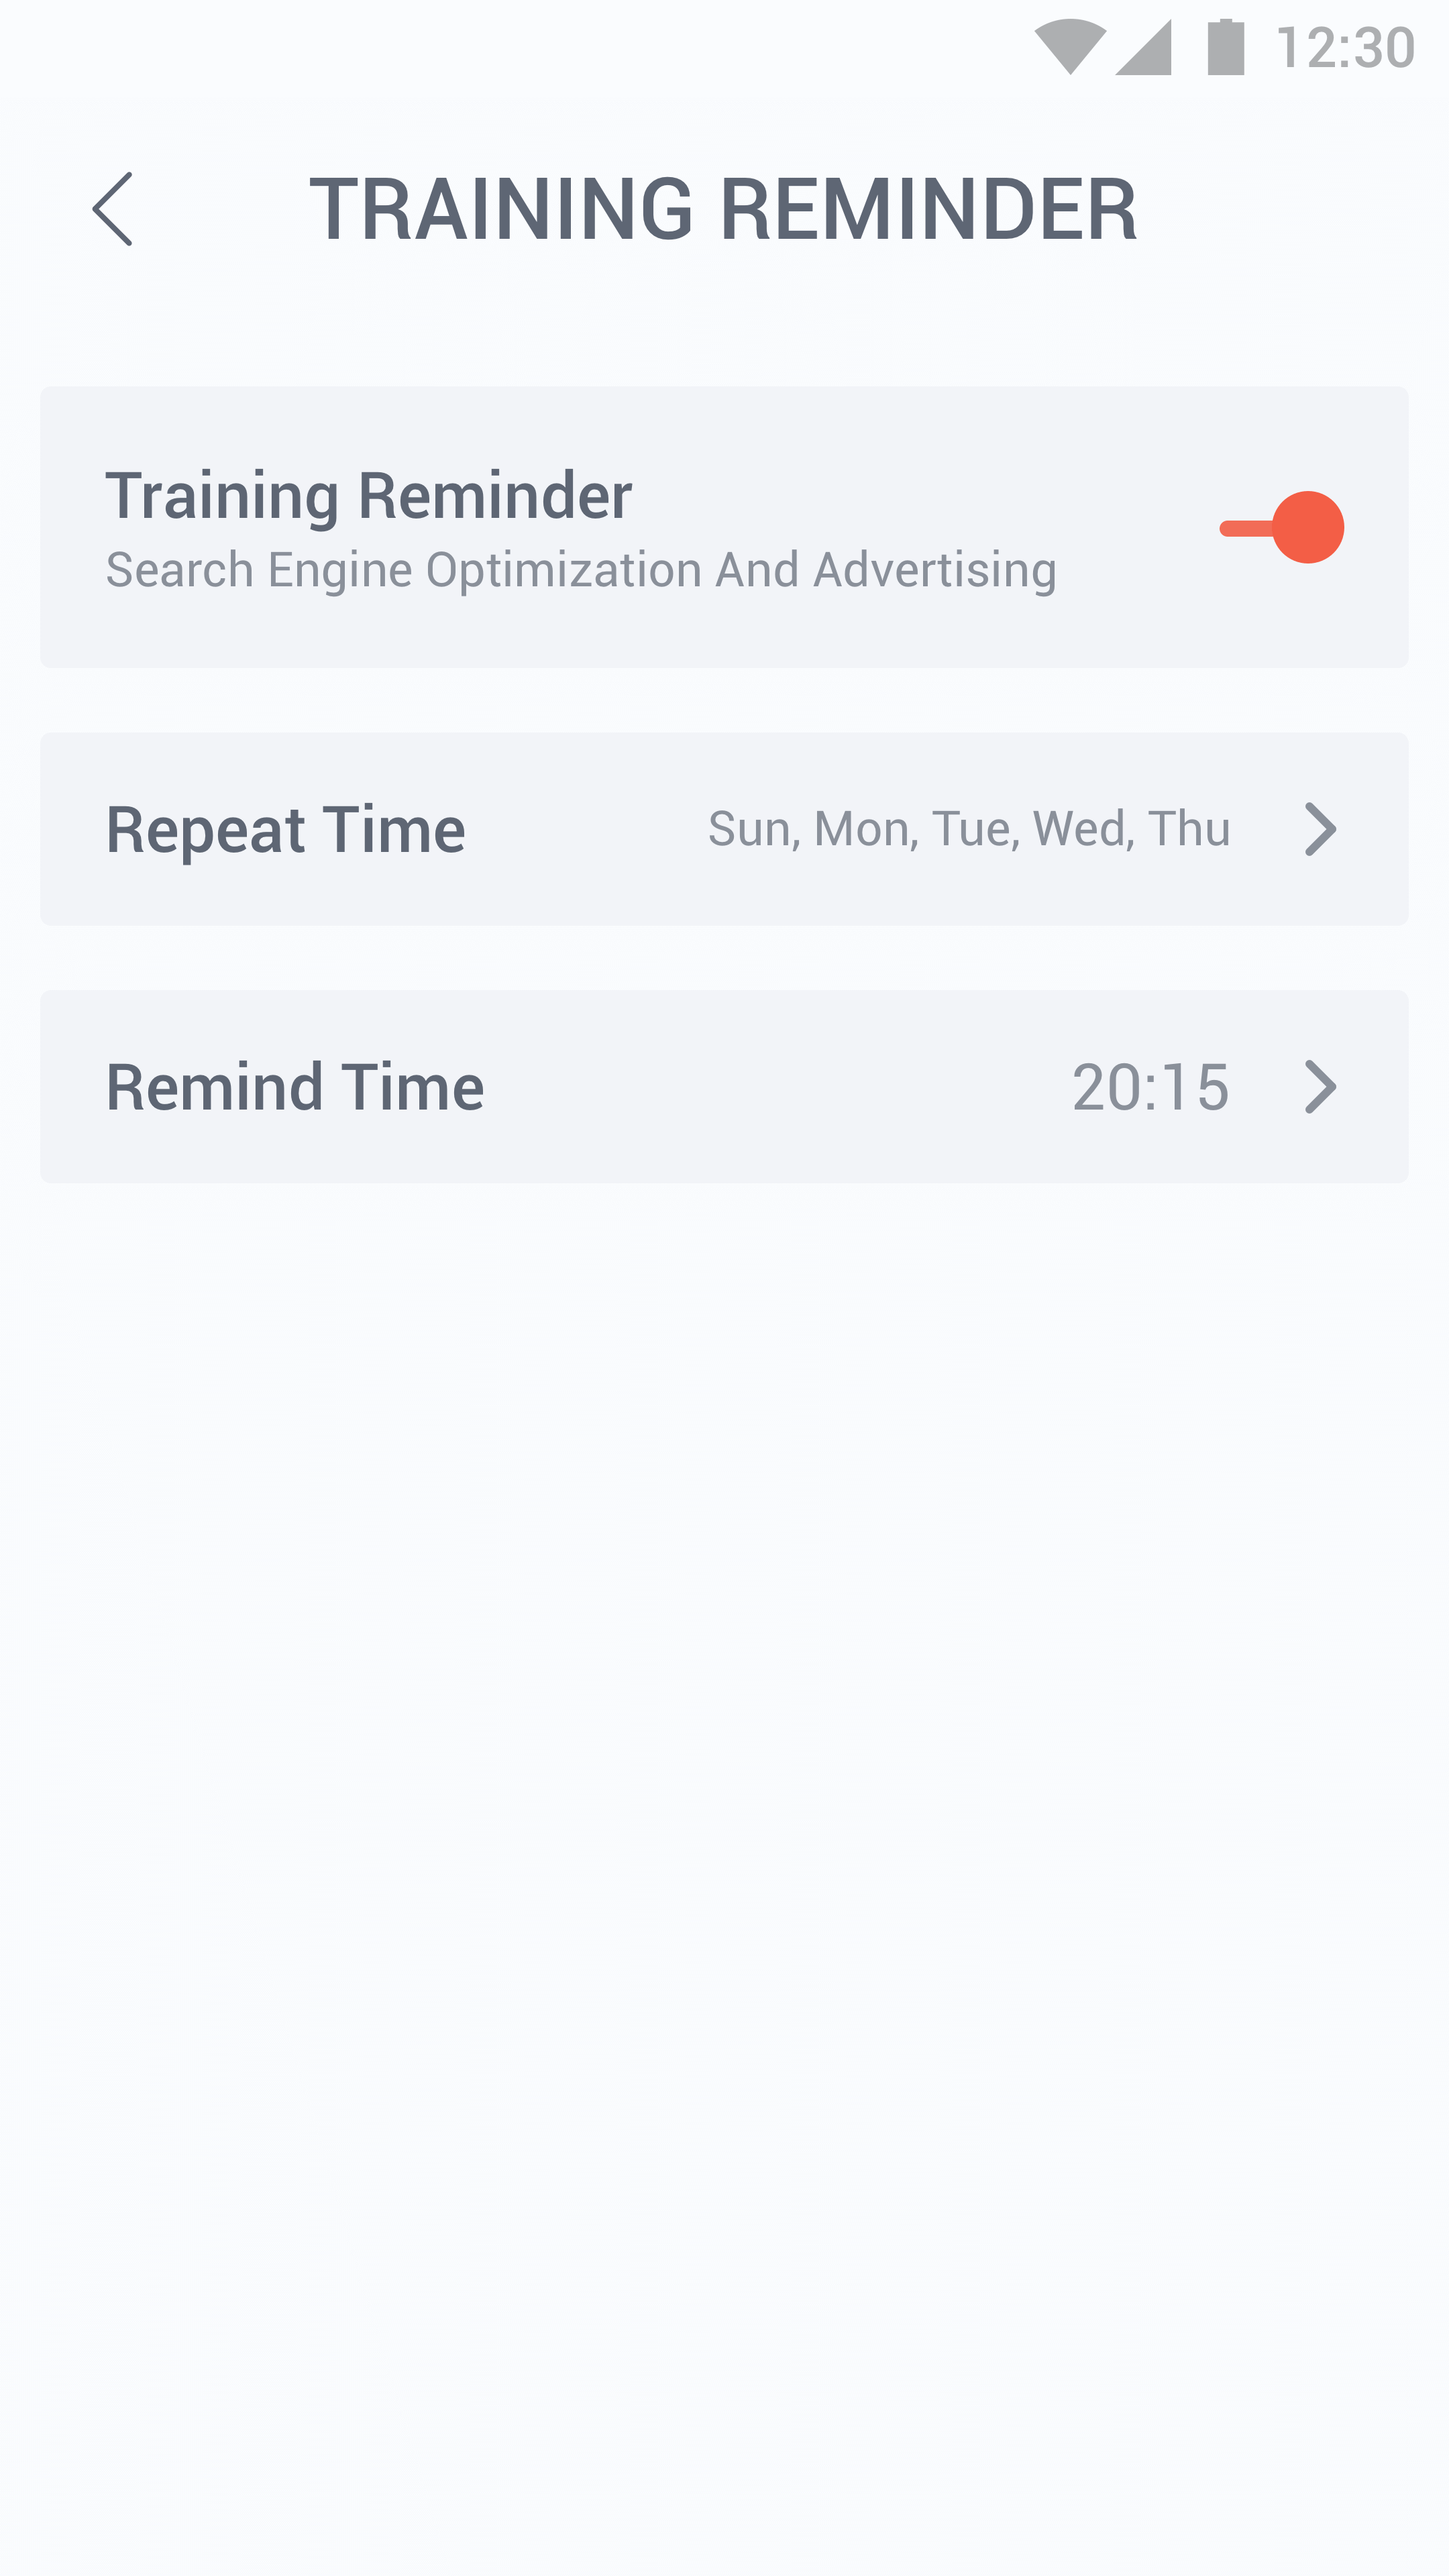 12:30
TRAINING REMINDER
Training Reminder
Search Engine Optimization And Advertising
Repeat Time Sun, Mon, Tue, Wed, Thu
Remind Time 20:15